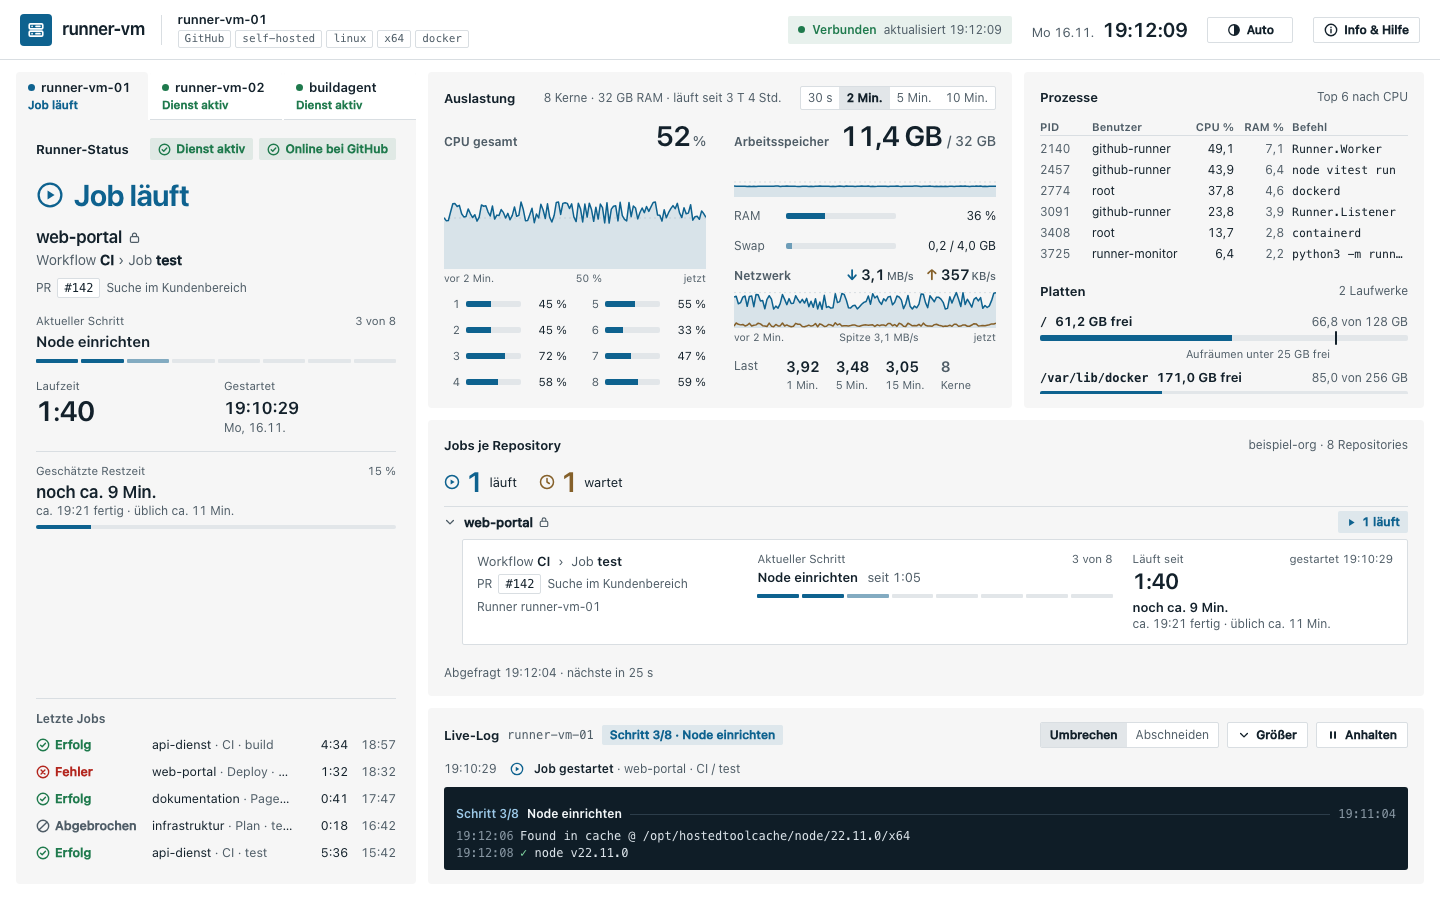 runner-vm
runner-vm-01
GitHub self-hosted linux x64 docker
Verbunden aktualisiert 19:12:09
Mo 16.11. 19:12:09
Auto
Info & Hilfe
runner-vm-01
Job läuft
runner-vm-02
Dienst aktiv
buildagent
Dienst aktiv
Runner-Status
Dienst aktiv
Online bei GitHub
Job läuft
web-portal
Workflow CI › Job test
PR #142 Suche im Kundenbereich
Aktueller Schritt 3 von 8
Node einrichten
Laufzeit
1:40
Gestartet
19:10:29
Mo, 16.11.
Geschätzte Restzeit 15 %
noch ca. 9 Min.
ca. 19:21 fertig · üblich ca. 11 Min.
Letzte Jobs
Erfolg api-dienst · CI · build 4:34 18:57
Fehler web-portal · Deploy · ... 1:32 18:32
Erfolg dokumentation · Page... 0:41 17:47
Abgebrochen infrastruktur · Plan · te... 0:18 16:42
Erfolg api-dienst · CI · test 5:36 15:42
Auslastung 8 Kerne · 32 GB RAM · läuft seit 3 T 4 Std.
30 s 2 Min. 5 Min. 10 Min.
CPU gesamt 52 %
vor 2 Min. 50 % jetzt
1 45 % 5 55 %
2 45 % 6 33 %
3 72 % 7 47 %
4 58 % 8 59 %
Arbeitsspeicher 11,4 GB / 32 GB
RAM 36 %
Swap 0,2 / 4,0 GB
Netzwerk 3,1 MB/s 357 KB/s
vor 2 Min. Spitze 3,1 MB/s jetzt
Last 3,92 3,48 3,05 8
1 Min. 5 Min. 15 Min. Kerne
Prozesse Top 6 nach CPU
PID Benutzer CPU % RAM % Befehl
2140 github-runner 49,1 7,1 Runner.Worker
2457 github-runner 43,9 6,4 node vitest run
2774 root 37,8 4,6 dockerd
3091 github-runner 23,8 3,9 Runner.Listener
3408 root 13,7 2,8 containerd
3725 runner-monitor 6,4 2,2 python3 -m runn…
Platten 2 Laufwerke
/ 61,2 GB frei 66,8 von 128 GB
Aufräumen unter 25 GB frei
/var/lib/docker 171,0 GB frei 85,0 von 256 GB
Jobs je Repository beispiel-org · 8 Repositories
1 läuft 1 wartet
web-portal 1 läuft
Workflow CI › Job test
PR #142 Suche im Kundenbereich
Runner runner-vm-01
Aktueller Schritt 3 von 8
Node einrichten seit 1:05
Läuft seit gestartet 19:10:29
1:40
noch ca. 9 Min.
ca. 19:21 fertig · üblich ca. 11 Min.
Abgefragt 19:12:04 · nächste in 25 s
Live-Log runner-vm-01 Schritt 3/8 · Node einrichten
Umbrechen Abschneiden Größer Anhalten
19:10:29 Job gestartet · web-portal · CI / test
Schritt 3/8 Node einrichten 19:11:04
19:12:06 Found in cache @ /opt/hostedtoolcache/node/22.11.0/x64
19:12:08 ✓ node v22.11.0